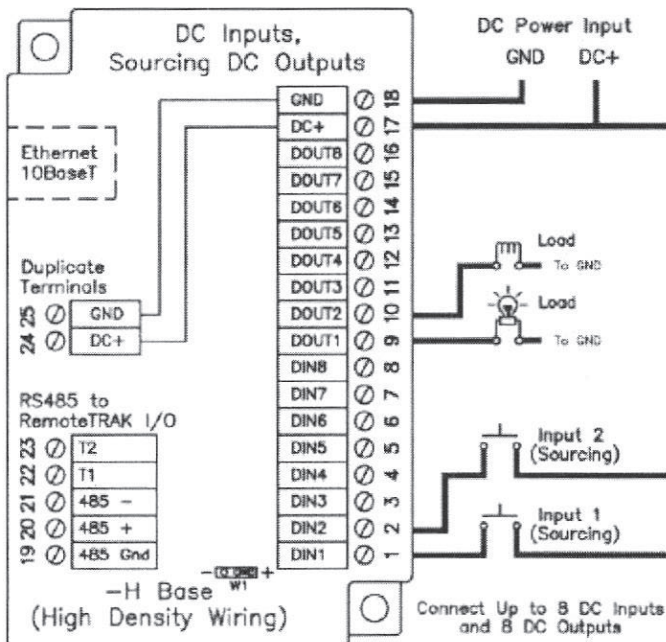 DC Inputs,
Sourcing DC Outputs
DC Power Input
GND DC+
GND 18
DC+ 17
DOUT8 16
DOUT7 15
DOUT6 14
DOUT5 13
DOUT4 12
DOUT3 11
DOUT2 10
DOUT1 9
DIN8 8
DIN7 7
DIN6 6
DIN5 5
DIN4 4
DIN3 3
DIN2 2
DIN1 1
Ethernet
10BaseT
Duplicate
Terminals
25 GND
24 DC+
RS485 to
RemoteTRAK I/O
23 T2
22 T1
21 485 -
20 485 +
19 485 Gnd
- +
W1
-H Base
(High Density Wiring)
Load
To GND
Load
To GND
Input 2
(Sourcing)
Input 1
(Sourcing)
Connect Up to 8 DC Inputs
and 8 DC Outputs